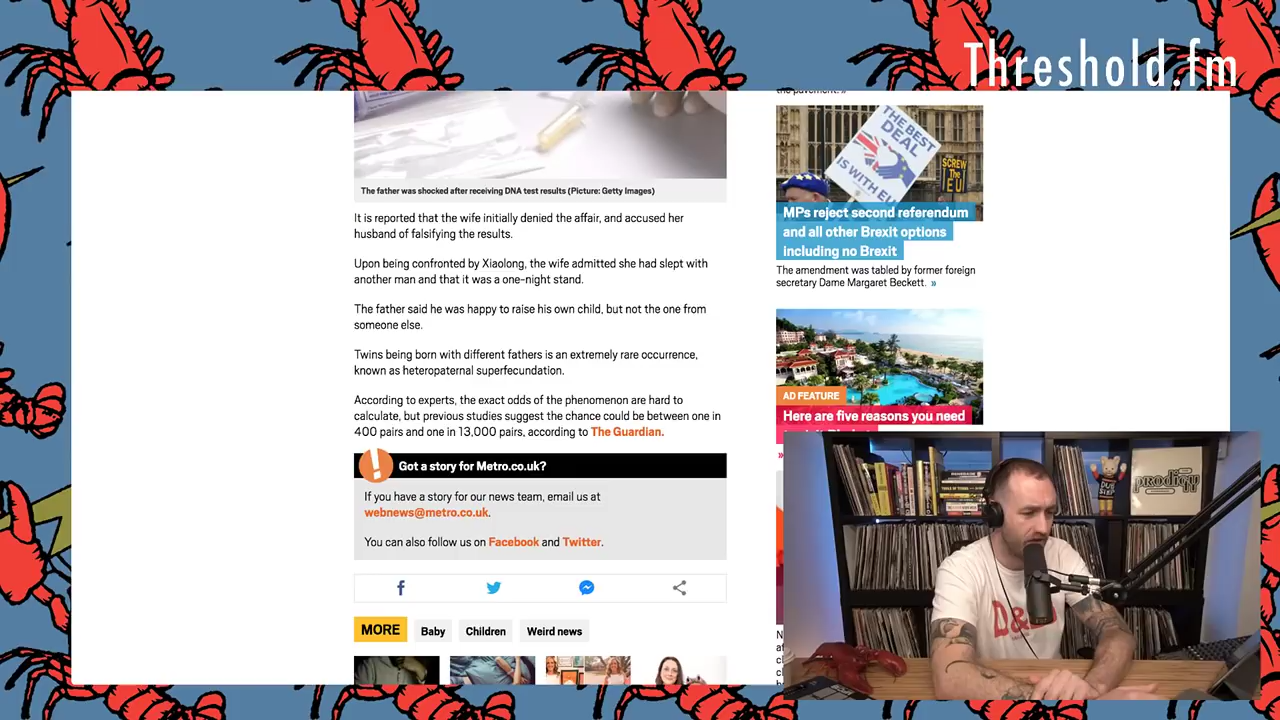 Threshold.fm
the pavement. »
THE BEST
DEAL
IS WITH EU
SCREW
THE
EU
The father was shocked after receiving DNA test results (Picture: Getty Images)
It is reported that the wife initially denied the affair, and accused her
husband of falsifying the results.
Upon being confronted by Xiaolong, the wife admitted she had slept with
another man and that it was a one-night stand.
The father said he was happy to raise his own child, but not the one from
someone else.
Twins being born with different fathers is an extremely rare occurrence,
known as heteropaternal superfecundation.
According to experts, the exact odds of the phenomenon are hard to
calculate, but previous studies suggest the chance could be between one in
400 pairs and one in 13,000 pairs, according to The Guardian.
Got a story for Metro.co.uk?
If you have a story for our news team, email us at
webnews@metro.co.uk.
You can also follow us on Facebook and Twitter.
MORE
Baby
Children
Weird news
MPs reject second referendum
and all other Brexit options
including no Brexit
The amendment was tabled by former foreign
secretary Dame Margaret Beckett. »
AD FEATURE
Here are five reasons you need
»
prodigy